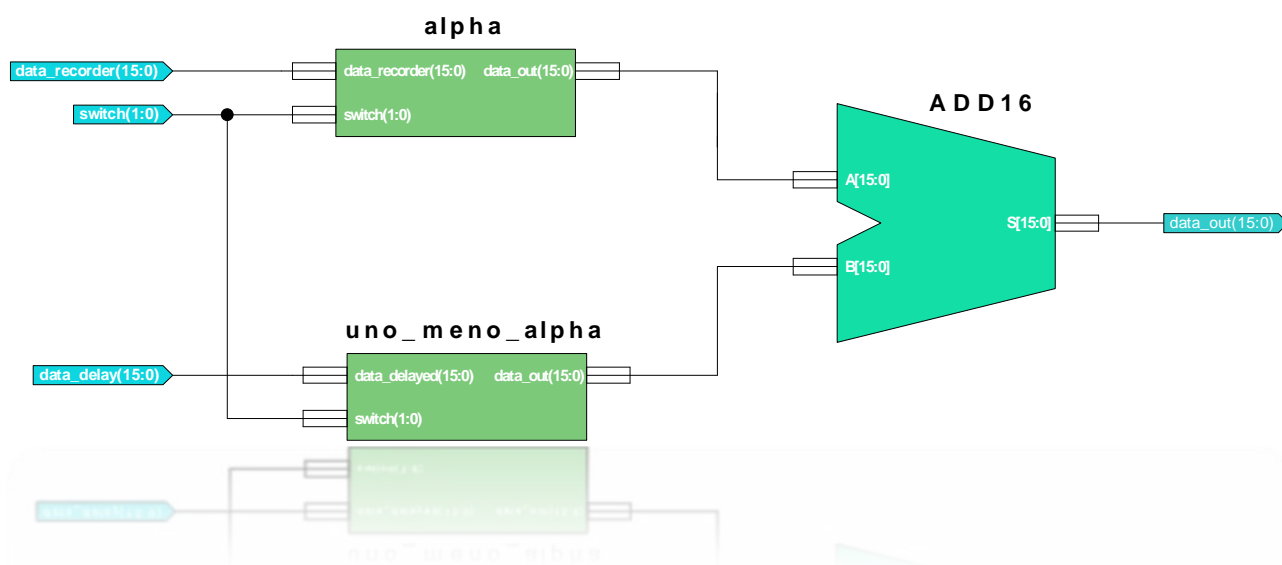 alpha
data_recorder(15:0)
data_recorder(15:0) data_out(15:0)
switch(1:0)
switch(1:0)
ADD16
A[15:0]
S[15:0]
data_out(15:0)
B[15:0]
uno_meno_alpha
data_delay(15:0)
data_delayed(15:0) data_out(15:0)
switch(1:0)